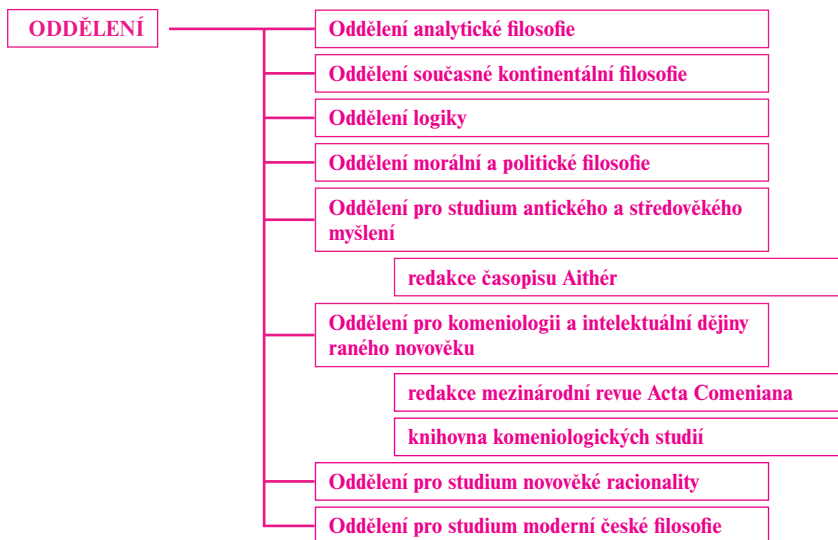 ODDĚLENÍ
Oddělení analytické filosofie
Oddělení současné kontinentální filosofie
Oddělení logiky
Oddělení morální a politické filosofie
Oddělení pro studium antického a středověkého
myšlení
redakce časopisu Aithér
Oddělení pro komeniologii a intelektuální dějiny
raného novověku
redakce mezinárodní revue Acta Comeniana
knihovna komeniologických studií
Oddělení pro studium novověké racionality
Oddělení pro studium moderní české filosofie